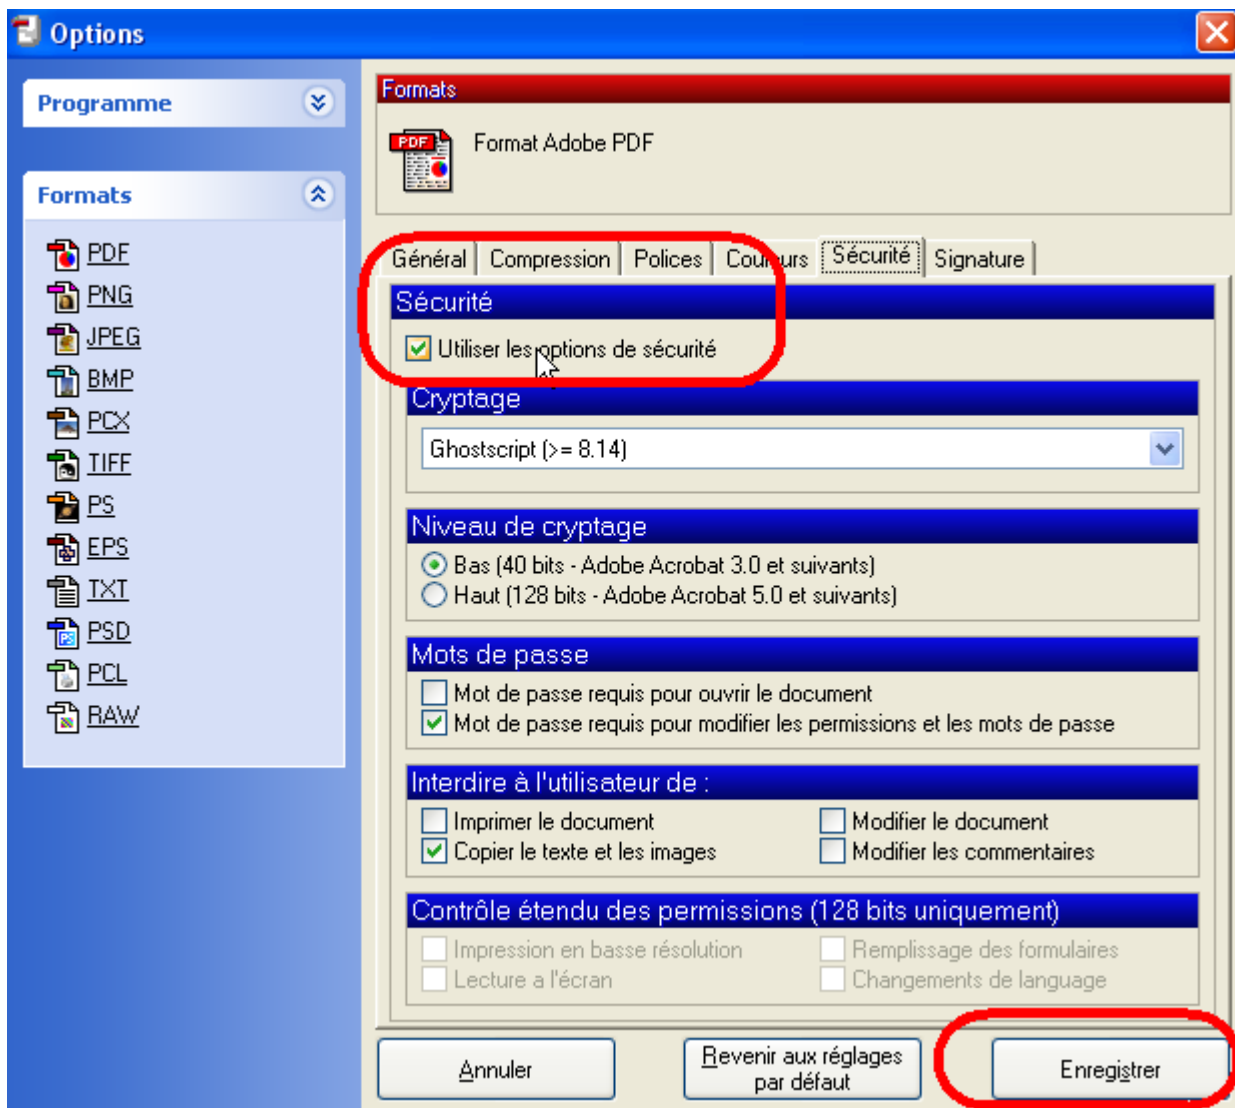 Options
Programme
Formats
PDF
PNG
JPEG
BMP
PCX
TIFF
PS
EPS
TXT
PSD
PCL
RAW
Formats
PDF
Format Adobe PDF
Général Compression Polices Couleurs Sécurité Signature
Sécurité
Utiliser les options de sécurité
Cryptage
Ghostscript (>= 8.14)
Niveau de cryptage
Bas (40 bits - Adobe Acrobat 3.0 et suivants)
Haut (128 bits - Adobe Acrobat 5.0 et suivants)
Mots de passe
Mot de passe requis pour ouvrir le document
Mot de passe requis pour modifier les permissions et les mots de passe
Interdire à l'utilisateur de :
Imprimer le document Modifier le document
Copier le texte et les images Modifier les commentaires
Contrôle étendu des permissions (128 bits uniquement)
Impression en basse résolution Remplissage des formulaires
Lecture a l'écran Changements de language
Annuler
Revenir aux réglages
par défaut
Enregistrer